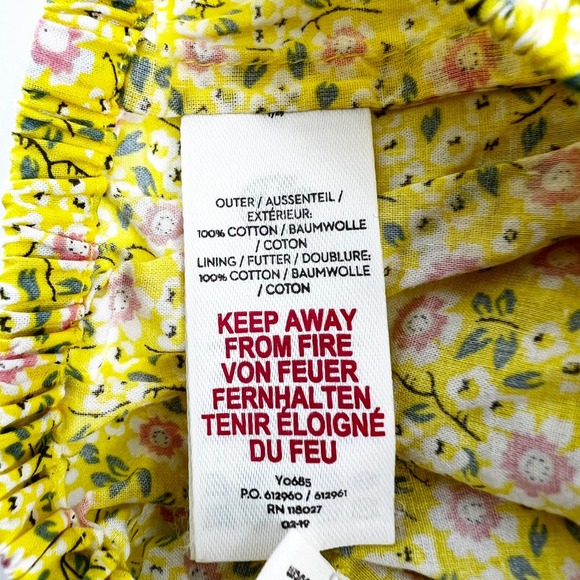 OUTER / AUSSENTEIL /
EXTÉRIEUR:
100% COTTON / BAUMWOLLE
/ COTON
LINING / FUTTER / DOUBLURE:
100% COTTON / BAUMWOLLE
/ COTON
KEEP AWAY
FROM FIRE
VON FEUER
FERNHALTEN
TENIR ÉLOIGNÉ
DU FEU
Y0685
P.O. 612960 / 612961
RN 118027
02-19